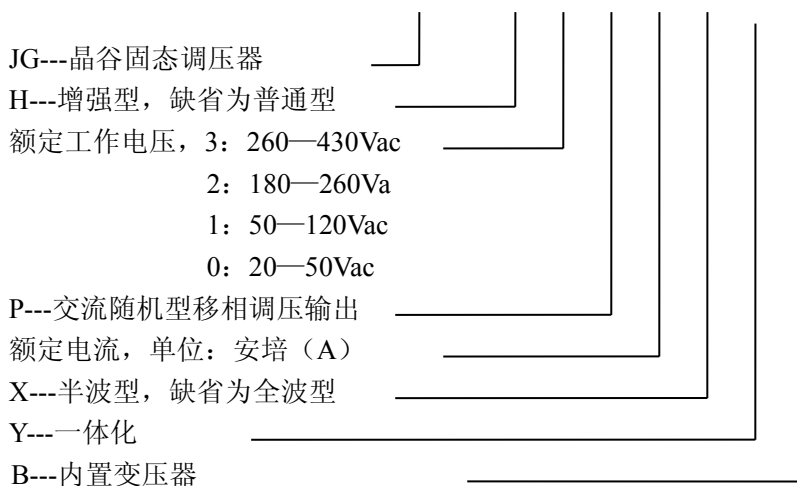 JG---晶谷固态调压器
H---增强型，缺省为普通型
额定工作电压，3：260—430Vac
2：180—260Va
1：50—120Vac
0：20—50Vac
P---交流随机型移相调压输出
额定电流，单位：安培（A）
X---半波型，缺省为全波型
Y---一体化
B---内置变压器